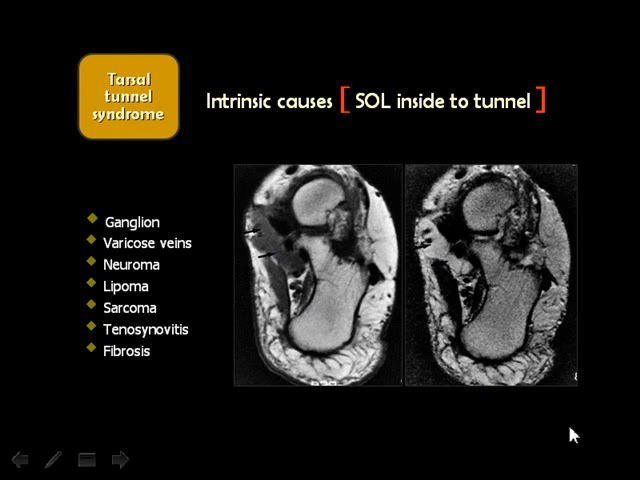 Tarsal
tunnel
syndrome
Intrinsic causes [ SOL inside to tunnel ]
Ganglion
Varicose veins
Neuroma
Lipoma
Sarcoma
Tenosynovitis
Fibrosis